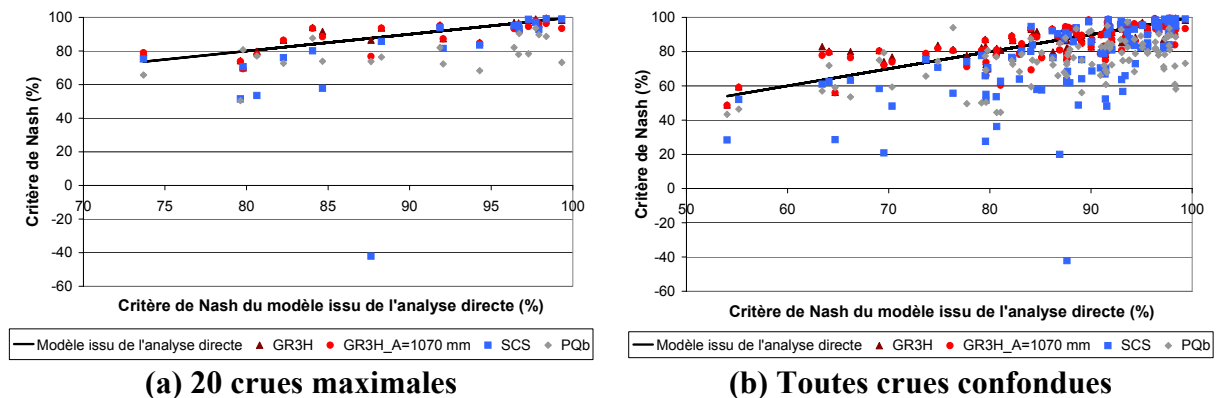 Critère de Nash (%)
100
80
60
40
20
0
-20
-40
-60
70 75 80 85 90 95 100
Critère de Nash du modèle issu de l'analyse directe (%)
Modèle issu de l'analyse directe GR3H GR3H_A=1070 mm SCS PQb
(a) 20 crues maximales
Critère de Nash (%)
100
80
60
40
20
0
-20
-40
-60
50 60 70 80 90 100
Critère de Nash du modèle issu de l'analyse directe (%)
Modèle issu de l'analyse directe GR3H GR3H_A=1070 mm SCS PQb
(b) Toutes crues confondues